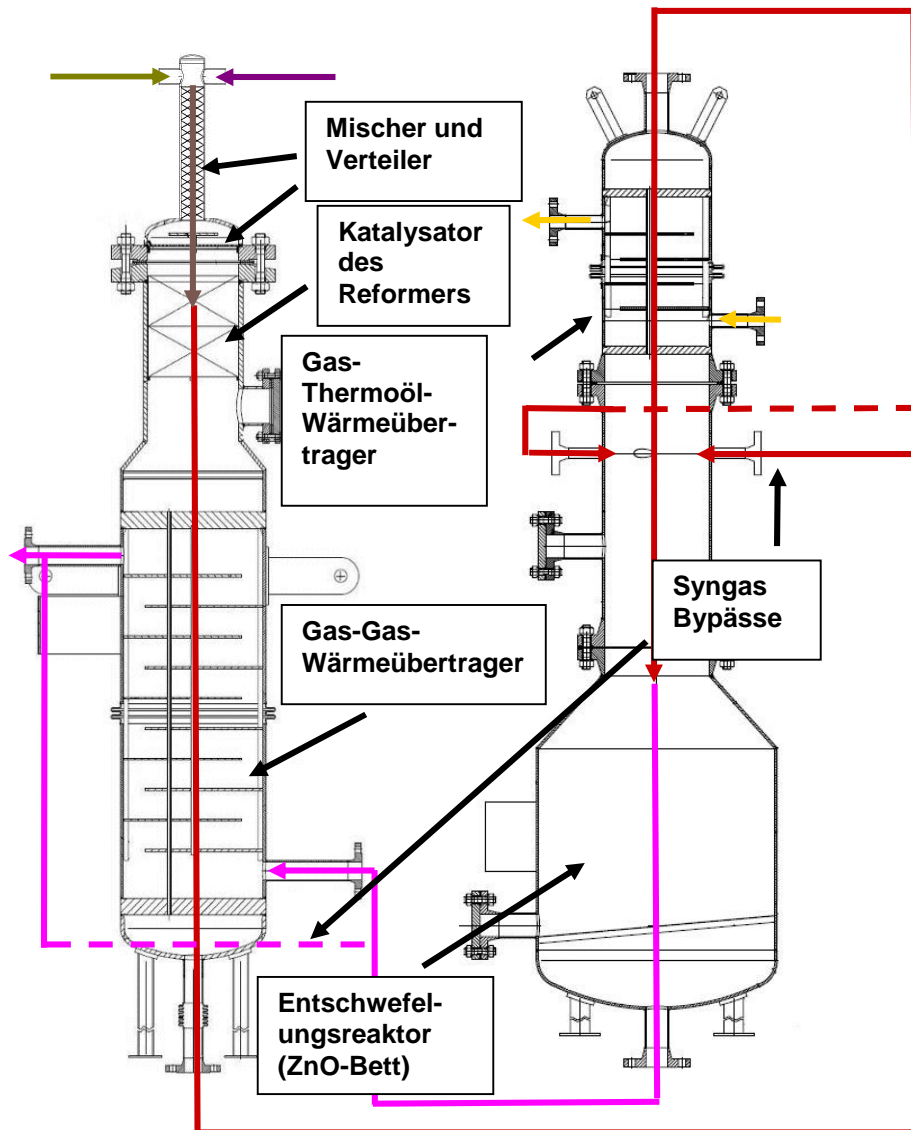 Mischer und
Verteiler
Katalysator
des
Reformers
Gas-
Thermoöl-
Wärmeüber-
trager
Gas-Gas-
Wärmeübertrager
Syngas
Bypässe
Entschwefel-
ungsreaktor
(ZnO-Bett)